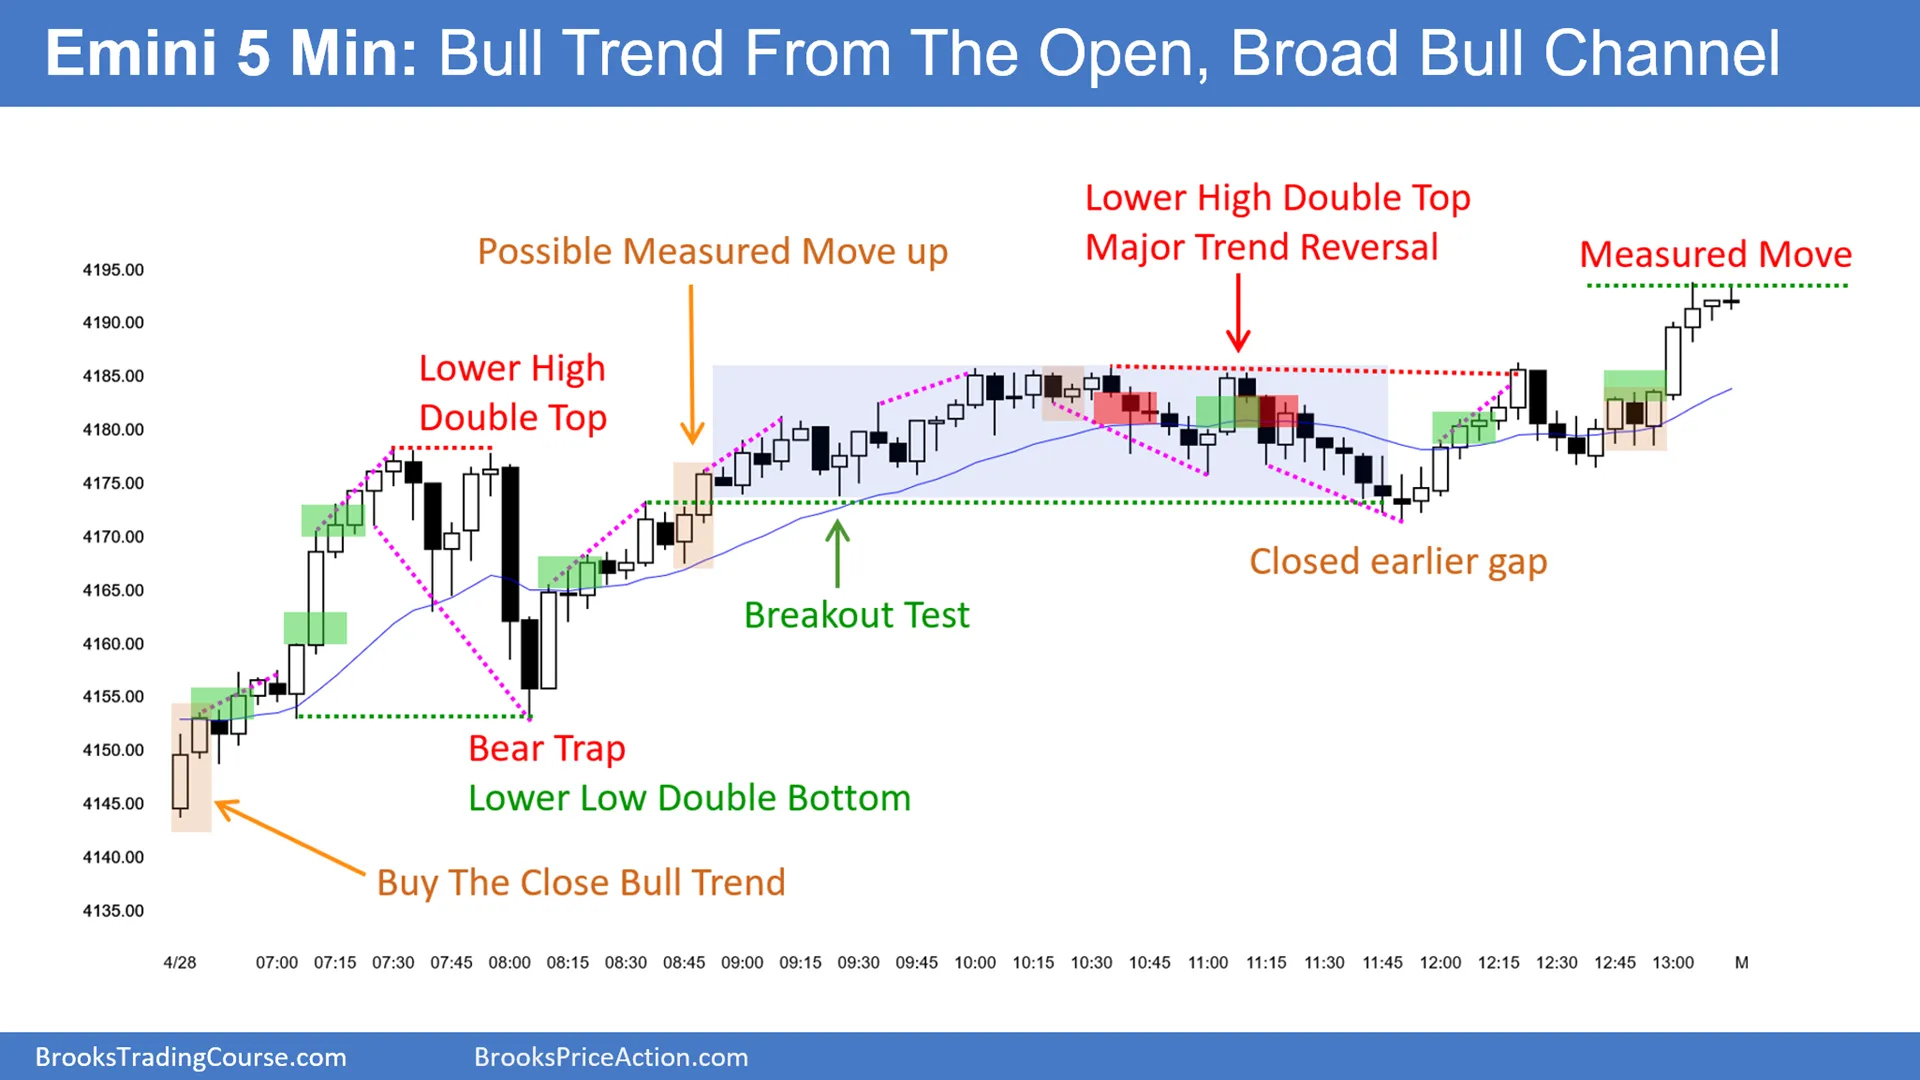 Emini 5 Min: Bull Trend From The Open, Broad Bull Channel
Lower High Double Top
Major Trend Reversal
Possible Measured Move up
Measured Move
Lower High
Double Top
Closed earlier gap
Breakout Test
Bear Trap
Lower Low Double Bottom
Buy The Close Bull Trend
4195.00
4190.00
4185.00
4180.00
4175.00
4170.00
4165.00
4160.00
4155.00
4150.00
4145.00
4140.00
4135.00
4/28 07:00 07:15 07:30 07:45 08:00 08:15 08:30 08:45 09:00 09:15 09:30 09:45 10:00 10:15 10:30 10:45 11:00 11:15 11:30 11:45 12:00 12:15 12:30 12:45 13:00 M
BrooksTradingCourse.com BrooksPriceAction.com